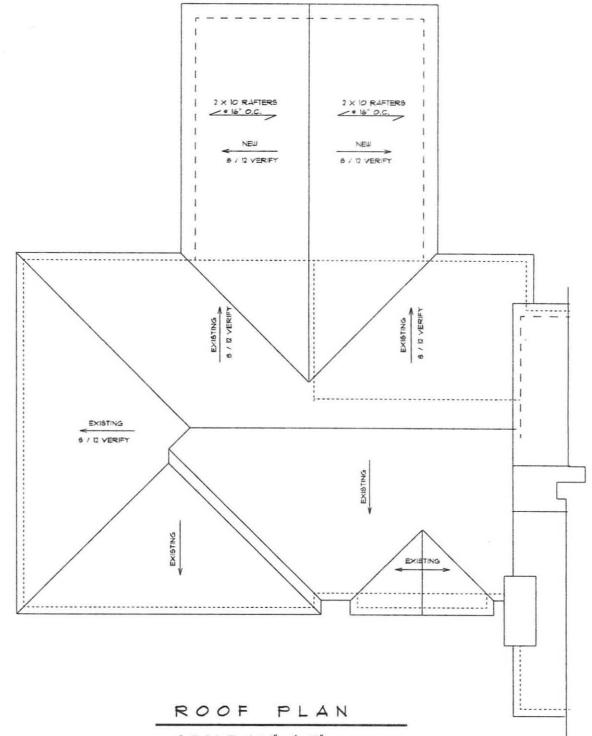 2 X 10 RAFTERS
@ 16" O.C.
2 X 10 RAFTERS
@ 16" O.C.
NEW
8 / 12 VERIFY
NEW
8 / 12 VERIFY
EXISTING
8 / 12 VERIFY
EXISTING
8 / 12 VERIFY
EXISTING
8 / 12 VERIFY
EXISTING
EXISTING
EXISTING
ROOF PLAN